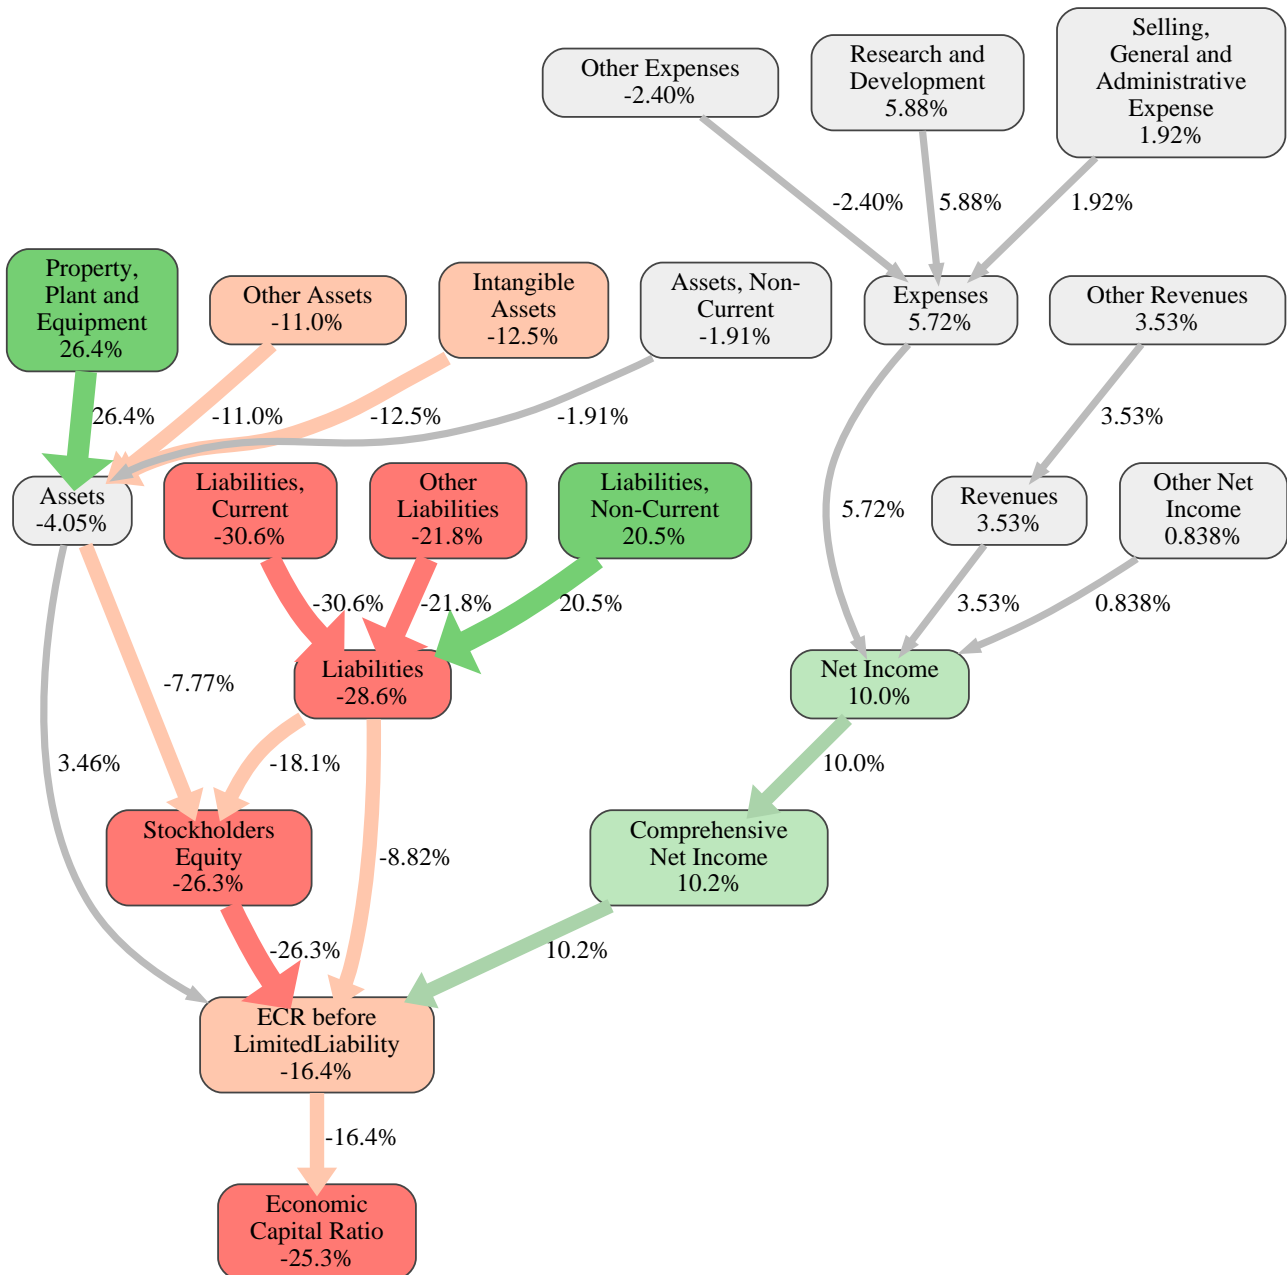 Other Expenses
-2.40%
Research and
Development
5.88%
Selling,
General and
Administrative
Expense
1.92%
-2.40%
5.88%
1.92%
Property,
Plant and
Equipment
26.4%
Other Assets
-11.0%
Intangible
Assets
-12.5%
Assets, Non-
Current
-1.91%
Expenses
5.72%
Other Revenues
3.53%
26.4%
-11.0%
-12.5%
-1.91%
3.53%
Assets
-4.05%
Liabilities,
Current
-30.6%
Other
Liabilities
-21.8%
Liabilities,
Non-Current
20.5%
5.72%
Revenues
3.53%
Other Net
Income
0.838%
-30.6%
-21.8%
20.5%
3.53%
0.838%
Liabilities
-28.6%
Net Income
10.0%
-7.77%
3.46%
-18.1%
10.0%
Stockholders
Equity
-26.3%
-8.82%
Comprehensive
Net Income
10.2%
-26.3%
10.2%
ECR before
LimitedLiability
-16.4%
-16.4%
Economic
Capital Ratio
-25.3%